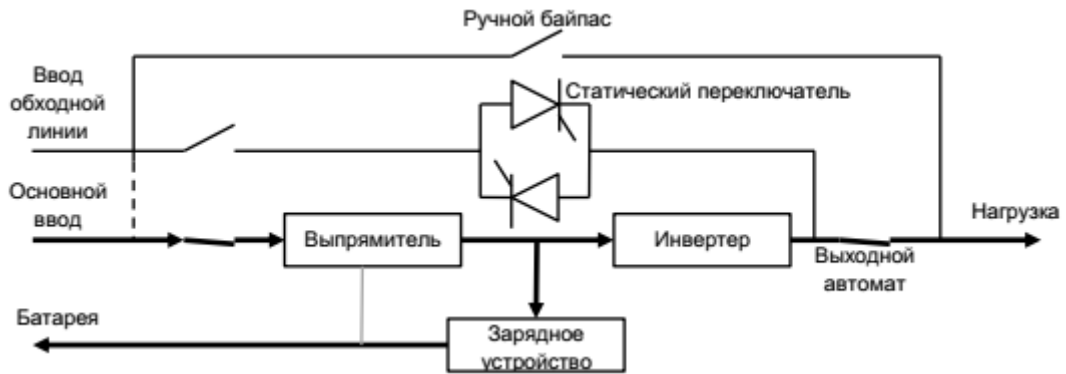 Ручной байпас
Ввод
обходной
линии
Статический переключатель
Основной
ввод
Выпрямитель
Инвертер
Нагрузка
Выходной
автомат
Батарея
Зарядное
устройство